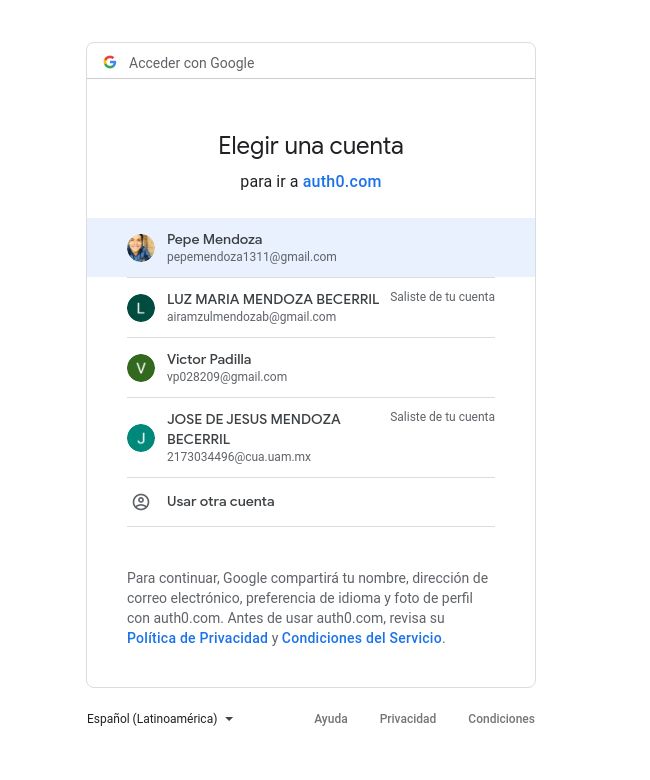 Acceder con Google
Elegir una cuenta
para ir a auth0.com
Pepe Mendoza
pepemendoza1311@gmail.com
LUZ MARIA MENDOZA BECERRIL Saliste de tu cuenta
L
airamzulmendozab@gmail.com
Victor Padilla
V
vp028209@gmail.com
JOSE DE JESUS MENDOZA Saliste de tu cuenta
BECERRIL
J
2173034496@cua.uam.mx
Usar otra cuenta
Para continuar, Google compartirá tu nombre, dirección de
correo electrónico, preferencia de idioma y foto de perfil
con auth0.com. Antes de usar auth0.com, revisa su
Política de Privacidad y Condiciones del Servicio.
Español (Latinoamérica) Ayuda Privacidad Condiciones